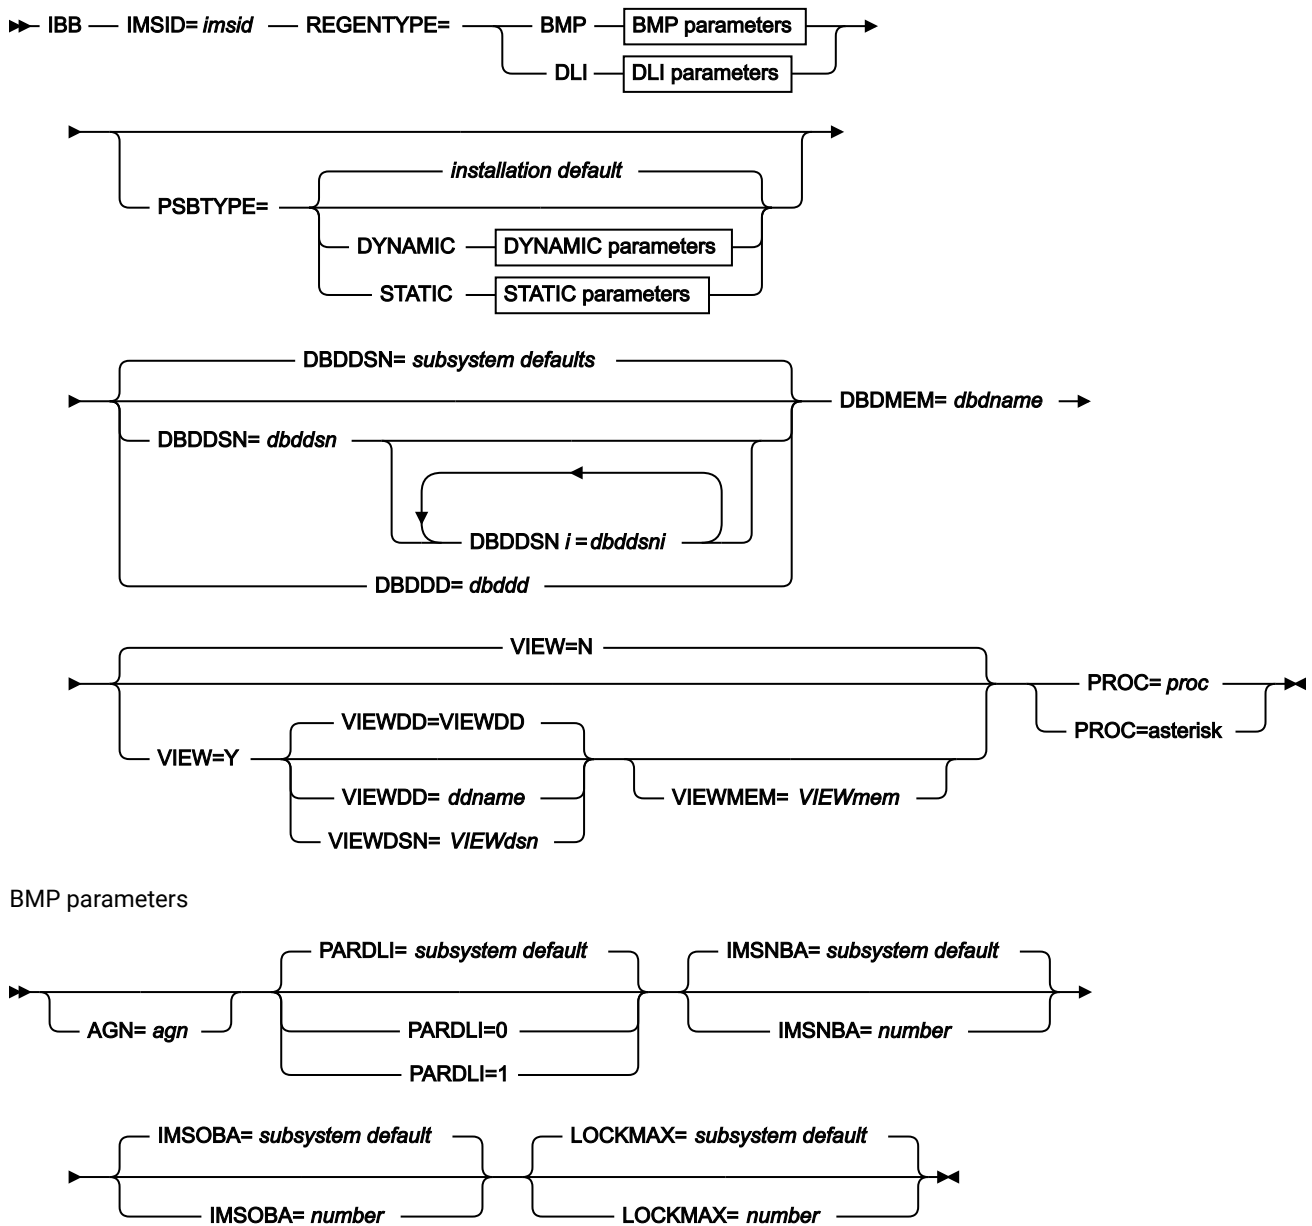 IBB IMSID= imsid REGENTYPE= BMP BMP parameters
DLI DLI parameters
installation default
PSBTYPE=
DYNAMIC DYNAMIC parameters
STATIC STATIC parameters
DBDDSN= subsystem defaults
DBDMEM= dbdname
DBDDSN= dbddsn
DBDDSN i =dbddsni
DBDDD= dbddd
VIEW=N
PROC= proc
VIEWDD=VIEWDD
PROC=asterisk
VIEW=Y
VIEWDD= ddname VIEWMEM= VIEWmem
VIEWDSN= VIEWdsn
BMP parameters
PARDLI= subsystem default IMSNBA= subsystem default
AGN= agn PARDLI=0 IMSNBA= number
PARDLI=1
IMSOBA= subsystem default LOCKMAX= subsystem default
IMSOBA= number LOCKMAX= number